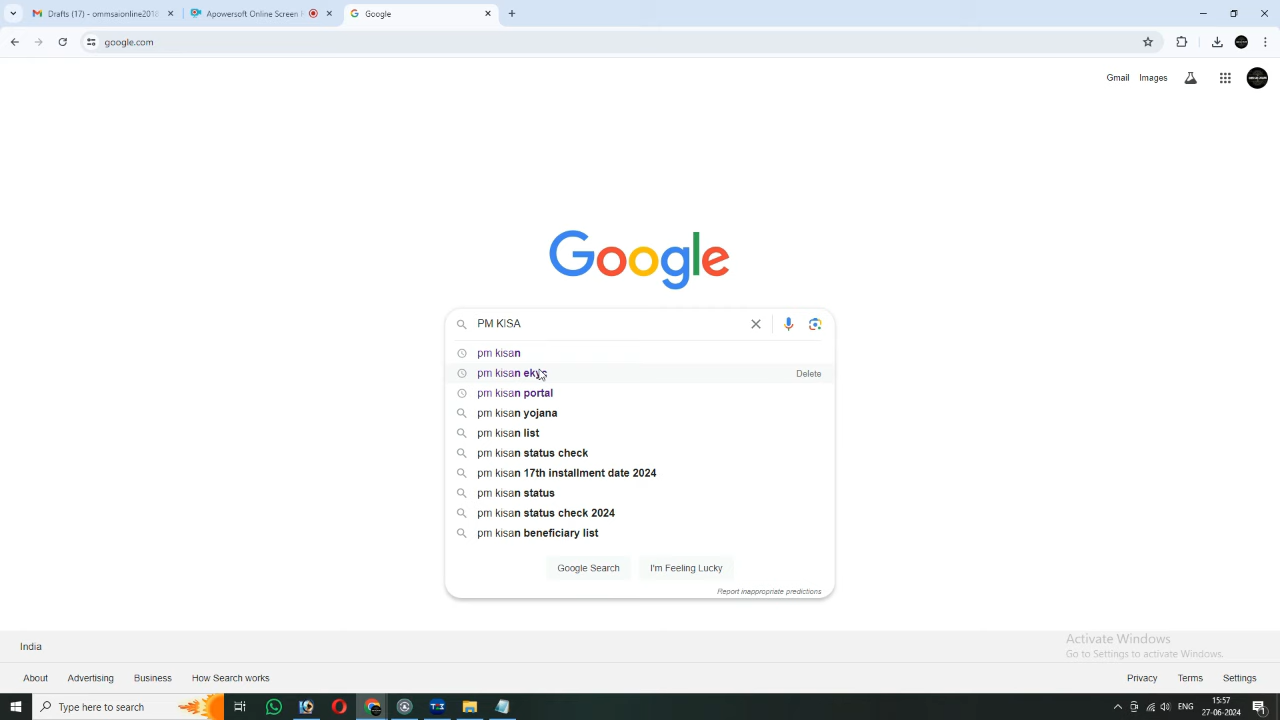 Drafts (17) - ommsaionline201
Apowersoft Online Screen
Google
google.com
Gmail Images
Google
PM KISA
pm kisan
pm kisan
Delete
pm kisan portal
pm kisan yojana
pm kisan list
pm kisan status check
pm kisan 17th installment date 2024
pm kisan status
pm kisan status check 2024
pm kisan beneficiary list
Google Search
I'm Feeling Lucky
Report inappropriate predictions
India
Activate Windows
Go to Settings to activate Windows.
About Advertising Business How Search works
Privacy Terms Settings
Type here to search
ENG
15:57
27-06-2024